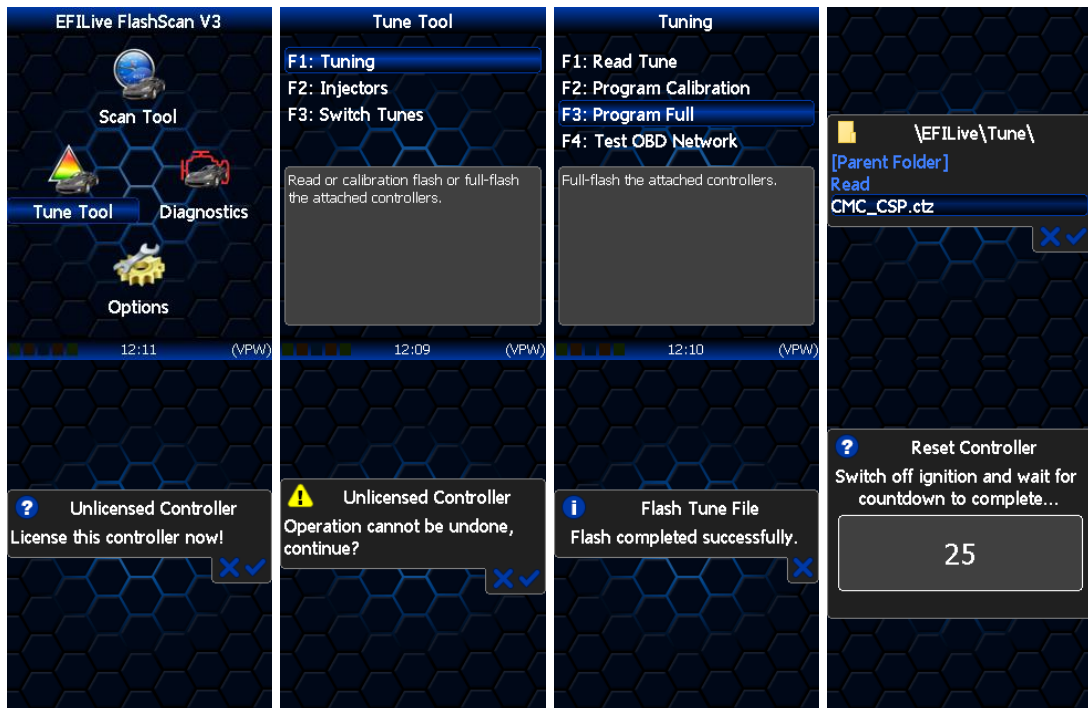 EFILive FlashScan V3
Scan Tool
Tune Tool
Diagnostics
Options
12:11
(VPW)
Tune Tool
F1: Tuning
F2: Injectors
F3: Switch Tunes
Read or calibration flash or full-flash
the attached controllers.
12:09
(VPW)
Tuning
F1: Read Tune
F2: Program Calibration
F3: Program Full
F4: Test OBD Network
Full-flash the attached controllers.
12:10
(VPW)
\EFILive\Tune\
[Parent Folder]
Read
CMC_CSP.ctz
Unlicensed Controller
License this controller now!
Unlicensed Controller
Operation cannot be undone,
continue?
Flash Tune File
Flash completed successfully.
Reset Controller
Switch off ignition and wait for
countdown to complete...
25